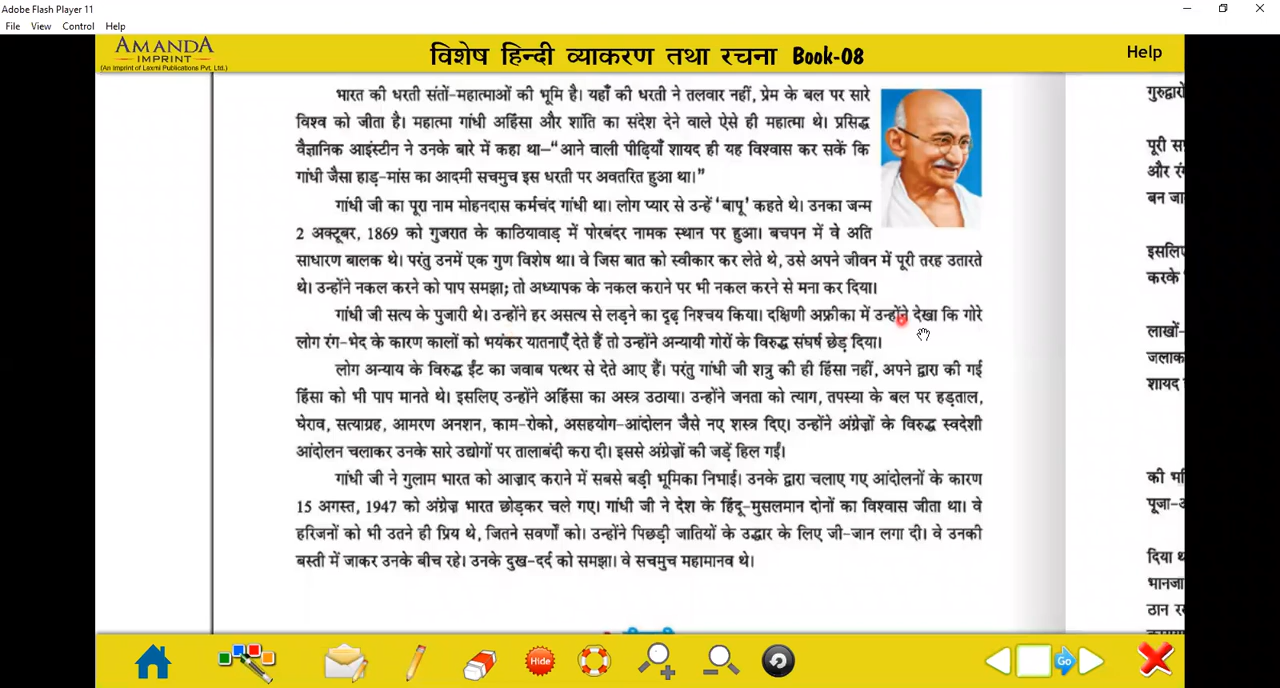 Adobe Flash Player 11
File View Control Help
AMANDA
IMPRINT
(An Imprint of Laxmi Publications Pvt. Ltd.)
विशेष हिन्दी व्याकरण तथा रचना Book-08
Help
भारत की धरती संतों-महात्माओं की भूमि है। यहाँ की धरती ने तलवार नहीं, प्रेम के बल पर सारे
विश्व को जीता है। महात्मा गांधी अहिंसा और शांति का संदेश देने वाले ऐसे ही महात्मा थे। प्रसिद्ध
वैज्ञानिक आइंस्टीन ने उनके बारे में कहा था–“आने वाली पीढ़ियाँ शायद ही यह विश्वास कर सकें कि
गांधी जैसा हाड़-मांस का आदमी सचमुच इस धरती पर अवतरित हुआ था।”
गांधी जी का पूरा नाम मोहनदास कर्मचंद गांधी था। लोग प्यार से उन्हें ‘बापू’ कहते थे। उनका जन्म
2 अक्टूबर, 1869 को गुजरात के काठियावाड़ में पोरबंदर नामक स्थान पर हुआ। बचपन में वे अति
साधारण बालक थे। परंतु उनमें एक गुण विशेष था। वे जिस बात को स्वीकार कर लेते थे, उसे अपने जीवन में पूरी तरह उतारते
थे। उन्होंने नकल करने को पाप समझा; तो अध्यापक के नकल कराने पर भी नकल करने से मना कर दिया।
गांधी जी सत्य के पुजारी थे। उन्होंने हर असत्य से लड़ने का दृढ़ निश्चय किया। दक्षिणी अफ्रीका में उन्होंने देखा कि गोरे
लोग रंग-भेद के कारण कालों को भयंकर यातनाएँ देते हैं तो उन्होंने अन्यायी गोरों के विरुद्ध संघर्ष छेड़ दिया।
लोग अन्याय के विरुद्ध ईंट का जवाब पत्थर से देते आए हैं। परंतु गांधी जी शत्रु की ही हिंसा नहीं, अपने द्वारा की गई
हिंसा को भी पाप मानते थे। इसलिए उन्होंने अहिंसा का अस्त्र उठाया। उन्होंने जनता को त्याग, तपस्या के बल पर हड़ताल,
घेराव, सत्याग्रह, आमरण अनशन, काम-रोको, असहयोग-आंदोलन जैसे नए शस्त्र दिए। उन्होंने अंग्रेज़ों के विरुद्ध स्वदेशी
आंदोलन चलाकर उनके सारे उद्योगों पर तालाबंदी करा दी। इससे अंग्रेज़ों की जड़ें हिल गईं।
गांधी जी ने गुलाम भारत को आज़ाद कराने में सबसे बड़ी भूमिका निभाई। उनके द्वारा चलाए गए आंदोलनों के कारण
15 अगस्त, 1947 को अंग्रेज़ भारत छोड़कर चले गए। गांधी जी ने देश के हिंदू-मुसलमान दोनों का विश्वास जीता था। वे
हरिजनों को भी उतने ही प्रिय थे, जितने सवर्णों को। उन्होंने पिछड़ी जातियों के उद्धार के लिए जी-जान लगा दी। वे उनकी
बस्ती में जाकर उनके बीच रहे। उनके दुख-दर्द को समझा। वे सचमुच महामानव थे।
गुरुद्वारों
पूरी
और
बन
इसलिए
करके
लाखों-
शायद
की
पूजा-
दिया
ठान
Hide
Go